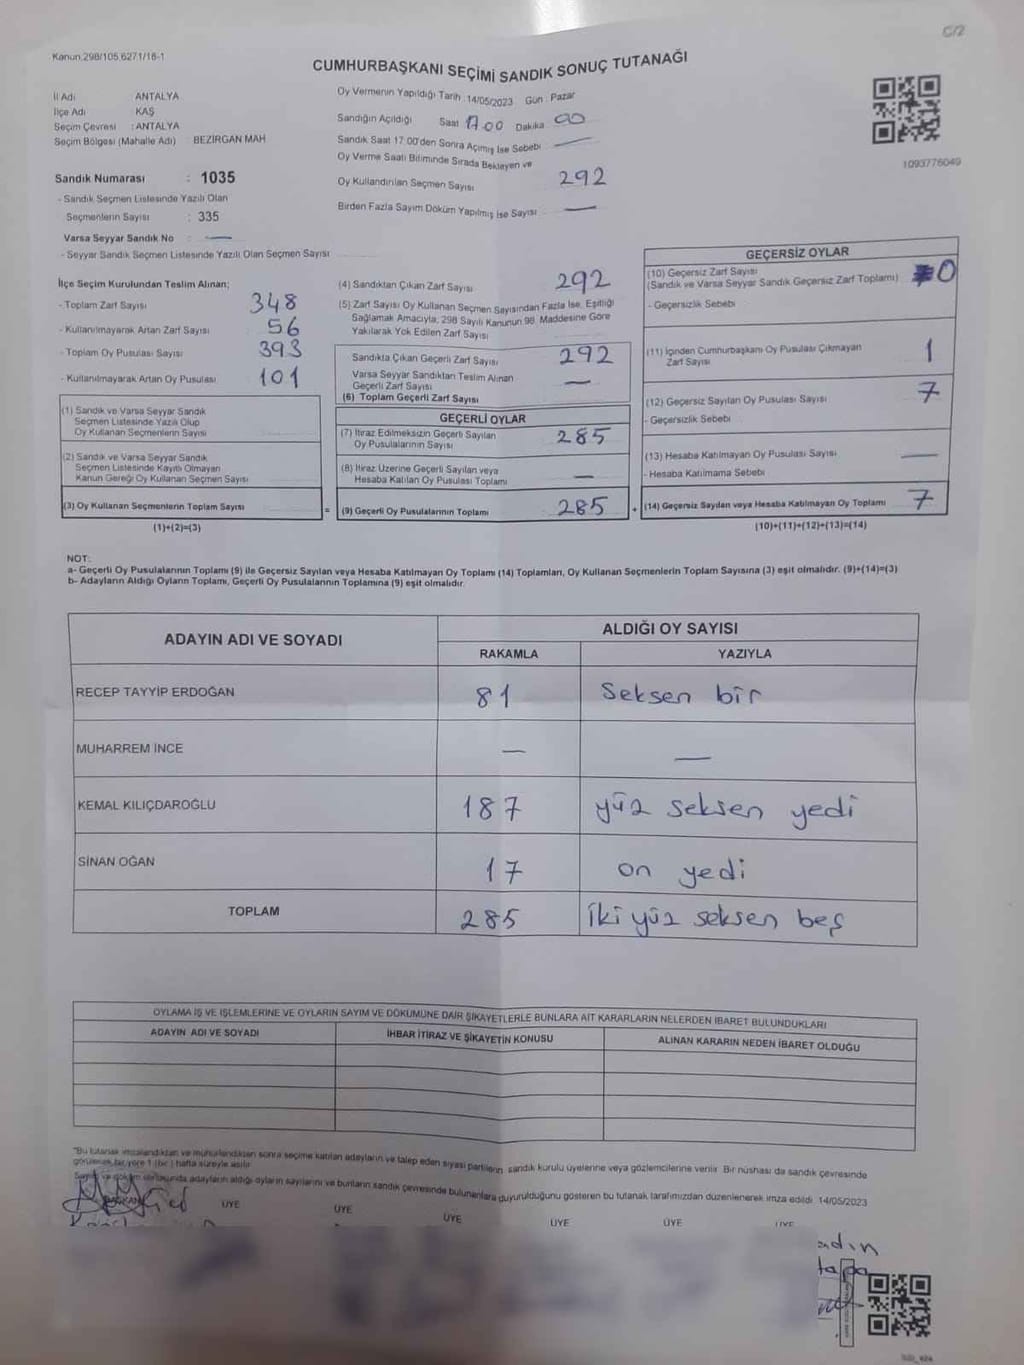 C/2
Kanun.298/105.6271/16-1
CUMHURBAŞKANI SEÇİMİ SANDIK SONUÇ TUTANAĞI
İl Adı ANTALYA
İlçe Adı KAŞ
Seçim Çevresi : ANTALYA
Seçim Bölgesi (Mahalle Adı) BEZİRGAN MAH
Sandık Numarası : 1035
- Sandık Seçmen Listesinde Yazılı Olan
Seçmenlerin Sayısı : 335
Varsa Seyyar Sandık No : —
- Seyyar Sandık Seçmen Listesinde Yazılı Olan Seçmen Sayısı
Oy Vermenin Yapıldığı Tarih : 14/05/2023 Gün : Pazar
Sandığın Açıldığı Saat 17.00 Dakika 00
Sandık Saat 17:00'den Sonra Açımış İse Sebebi —
Oy Verme Saati Bitiminde Sırada Bekleyen ve
Oy Kullandırılan Seçmen Sayısı 292
Birden Fazla Sayım Döküm Yapılmış İse Sayısı —
1093776049
İlçe Seçim Kurulundan Teslim Alınan;
- Toplam Zarf Sayısı 348
- Kullanılmayarak Artan Zarf Sayısı 56
- Toplam Oy Pusulası Sayısı 393
- Kullanılmayarak Artan Oy Pusulası 101
(1) Sandık ve Varsa Seyyar Sandık
Seçmen Listesinde Yazılı Olup
Oy Kullanan Seçmenlerin Sayısı
(2) Sandık ve Varsa Seyyar Sandık
Seçmen Listesinde Kayıtlı Olmayan
Kanun Gereği Oy Kullanan Seçmen Sayısı
(3) Oy Kullanan Seçmenlerin Toplam Sayısı
(1)+(2)=(3)
(4) Sandıktan Çıkan Zarf Sayısı 292
(5) Zarf Sayısı Oy Kullanan Seçmen Sayısından Fazla İse, Eşitliği
Sağlamak Amacıyla, 298 Sayılı Kanunun 98. Maddesine Göre
Yakılarak Yok Edilen Zarf Sayısı
Sandıkta Çıkan Geçerli Zarf Sayısı 292
Varsa Seyyar Sandıktan Teslim Alınan
Geçerli Zarf Sayısı —
(6) Toplam Geçerli Zarf Sayısı
GEÇERLİ OYLAR
(7) İtiraz Edilmeksizin Geçerli Sayılan
Oy Pusulalarının Sayısı 285
(8) İtiraz Üzerine Geçerli Sayılan veya
Hesaba Katılan Oy Pusulası Toplamı —
= (9) Geçerli Oy Pusulalarının Toplamı 285
GEÇERSİZ OYLAR
(10) Geçersiz Zarf Sayısı
(Sandık ve Varsa Seyyar Sandık Geçersiz Zarf Toplamı) 0
- Geçersizlik Sebebi
(11) İçinden Cumhurbaşkanı Oy Pusulası Çıkmayan
Zarf Sayısı 1
(12) Geçersiz Sayılan Oy Pusulası Sayısı 7
- Geçersizlik Sebebi
(13) Hesaba Katılmayan Oy Pusulası Sayısı —
- Hesaba Katılmama Sebebi
+ (14) Geçersiz Sayılan veya Hesaba Katılmayan Oy Toplamı 7
(10)+(11)+(12)+(13)=(14)
NOT:
a- Geçerli Oy Pusulalarının Toplamı (9) ile Geçersiz Sayılan veya Hesaba Katılmayan Oy Toplamı (14) Toplamları, Oy Kullanan Seçmenlerin Toplam Sayısına (3) eşit olmalıdır. (9)+(14)=(3)
b- Adayların Aldığı Oyların Toplamı, Geçerli Oy Pusulalarının Toplamına (9) eşit olmalıdır
ADAYIN ADI VE SOYADI ALDIĞI OY SAYISI
RAKAMLA YAZIYLA
RECEP TAYYİP ERDOĞAN 81 Seksen bir
MUHARREM İNCE — —
KEMAL KILIÇDAROĞLU 187 yüz seksen yedi
SİNAN OĞAN 17 on yedi
TOPLAM 285 İki yüz seksen beş
OYLAMA İŞ VE İŞLEMLERİNE VE OYLARIN SAYIM VE DÖKÜMÜNE DAİR ŞİKAYETLERLE BUNLARA AİT KARARLARIN NELERDEN İBARET BULUNDUKLARI
ADAYIN ADI VE SOYADI İHBAR İTİRAZ VE ŞİKAYETİN KONUSU ALINAN KARARIN NEDEN İBARET OLDUĞU
"Bu tutanak imzalandıktan ve mühürlendikten sonra seçime katılan adayların ve talep eden siyasi partilerin sandık kurulu üyelerine veya gözlemcilerine verilir. Bir nüshası da sandık çevresinde
görülecek bir yere 1 (bir) hafta süreyle asılır.
Sayım ve döküm sonucunda adayların aldığı oyların sayılarını ve bunların sandık çevresinde bulunanlara duyurulduğunu gösteren bu tutanak tarafımızdan düzenlenerek imza edildi. 14/05/2023
BAŞKAN ÜYE ÜYE ÜYE ÜYE ÜYE ÜYE